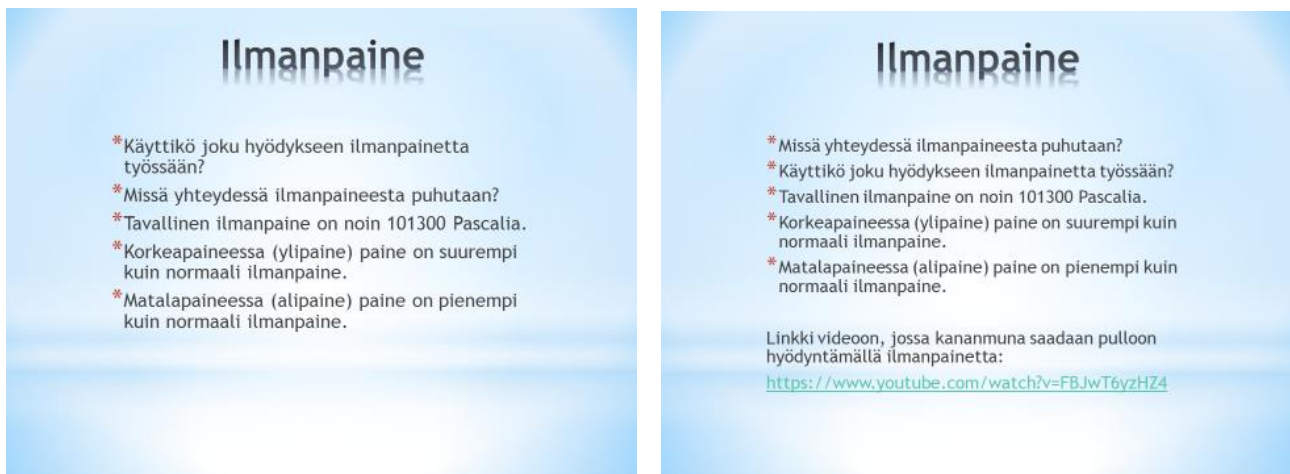 Ilmanpaine
*Käyttikö joku hyödykseen ilmanpainetta
työssään?
*Missä yhteydessä ilmanpaineesta puhutaan?
*Tavallinen ilmanpaine on noin 101300 Pascalia.
*Korkeapaineessa (ylipaine) paine on suurempi
kuin normaali ilmanpaine.
*Matalapaineessa (alipaine) paine on pienempi
kuin normaali ilmanpaine.
Ilmanpaine
*Missä yhteydessä ilmanpaineesta puhutaan?
*Käyttikö joku hyödykseen ilmanpainetta työssään?
*Tavallinen ilmanpaine on noin 101300 Pascalia.
*Korkeapaineessa (ylipaine) paine on suurempi kuin
normaali ilmanpaine.
*Matalapaineessa (alipaine) paine on pienempi kuin
normaali ilmanpaine.
Linkki videoon, jossa kananmuna saadaan pulloon
hyödyntämällä ilmanpainetta:
https://www.youtube.com/watch?v=FBJwT6yzHZ4